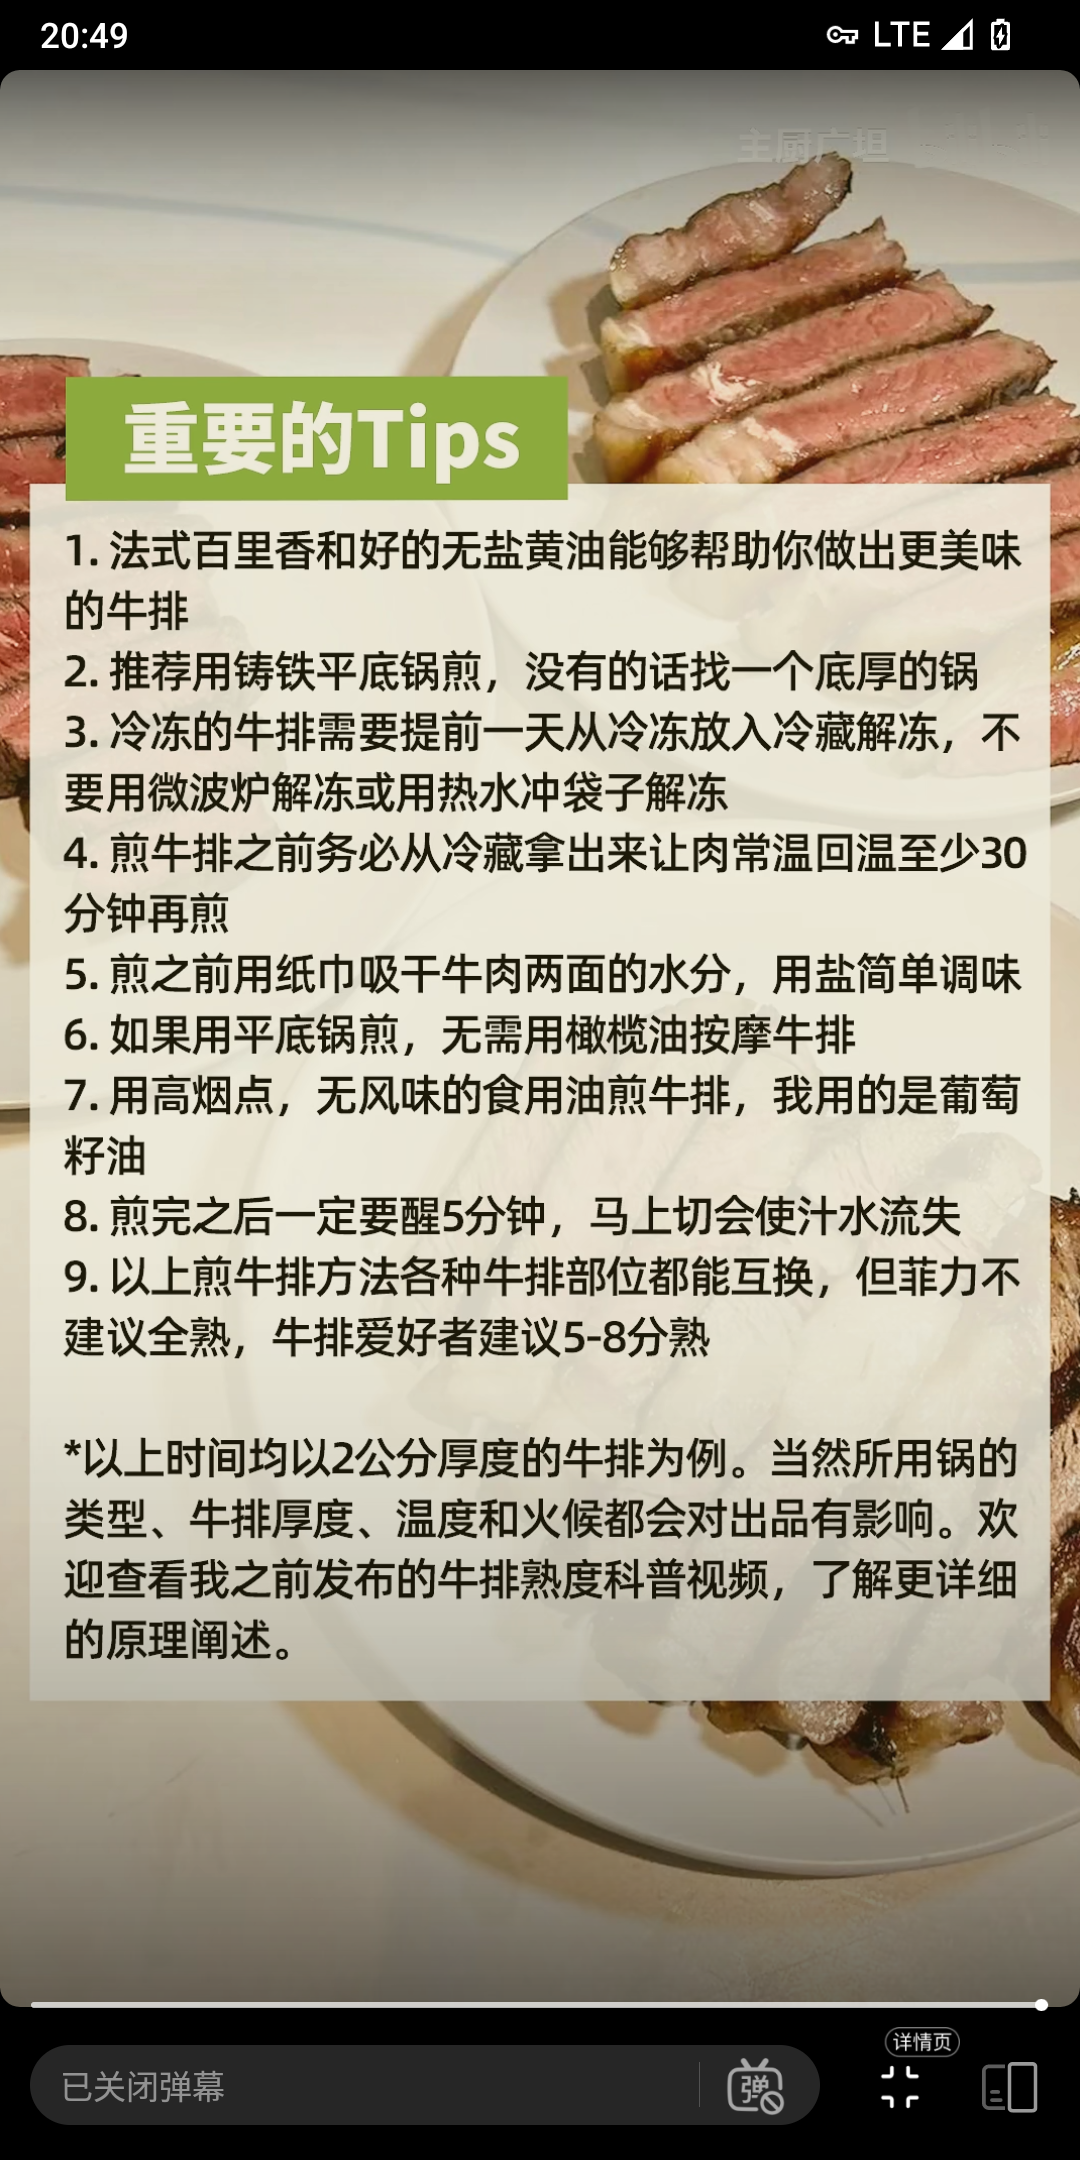 20:49
LTE
主厨广坦
重要的Tips
1. 法式百里香和好的无盐黄油能够帮助你做出更美味
的牛排
2. 推荐用铸铁平底锅煎，没有的话找一个底厚的锅
3. 冷冻的牛排需要提前一天从冷冻放入冷藏解冻，不
要用微波炉解冻或用热水冲袋子解冻
4. 煎牛排之前务必从冷藏拿出来让肉常温回温至少30
分钟再煎
5. 煎之前用纸巾吸干牛肉两面的水分，用盐简单调味
6. 如果用平底锅煎，无需用橄榄油按摩牛排
7. 用高烟点，无风味的食用油煎牛排，我用的是葡萄
籽油
8. 煎完之后一定要醒5分钟，马上切会使汁水流失
9. 以上煎牛排方法各种牛排部位都能互换，但菲力不
建议全熟，牛排爱好者建议5-8分熟
*以上时间均以2公分厚度的牛排为例。当然所用锅的
类型、牛排厚度、温度和火候都会对出品有影响。欢
迎查看我之前发布的牛排熟度科普视频，了解更详细
的原理阐述。
详情页
已关闭弹幕
弹